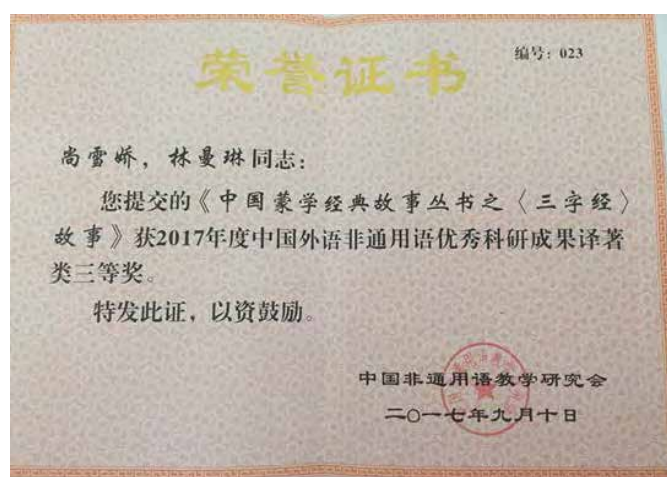 编号：023
荣誉证书
尚雪娇，林曼琳同志：
您提交的《中国蒙学经典故事丛书之〈三字经〉
故事》获2017年度中国外语非通用语优秀科研成果译著
类三等奖。
特发此证，以资鼓励。
中国非通用语教学研究会
二〇一七年九月十日